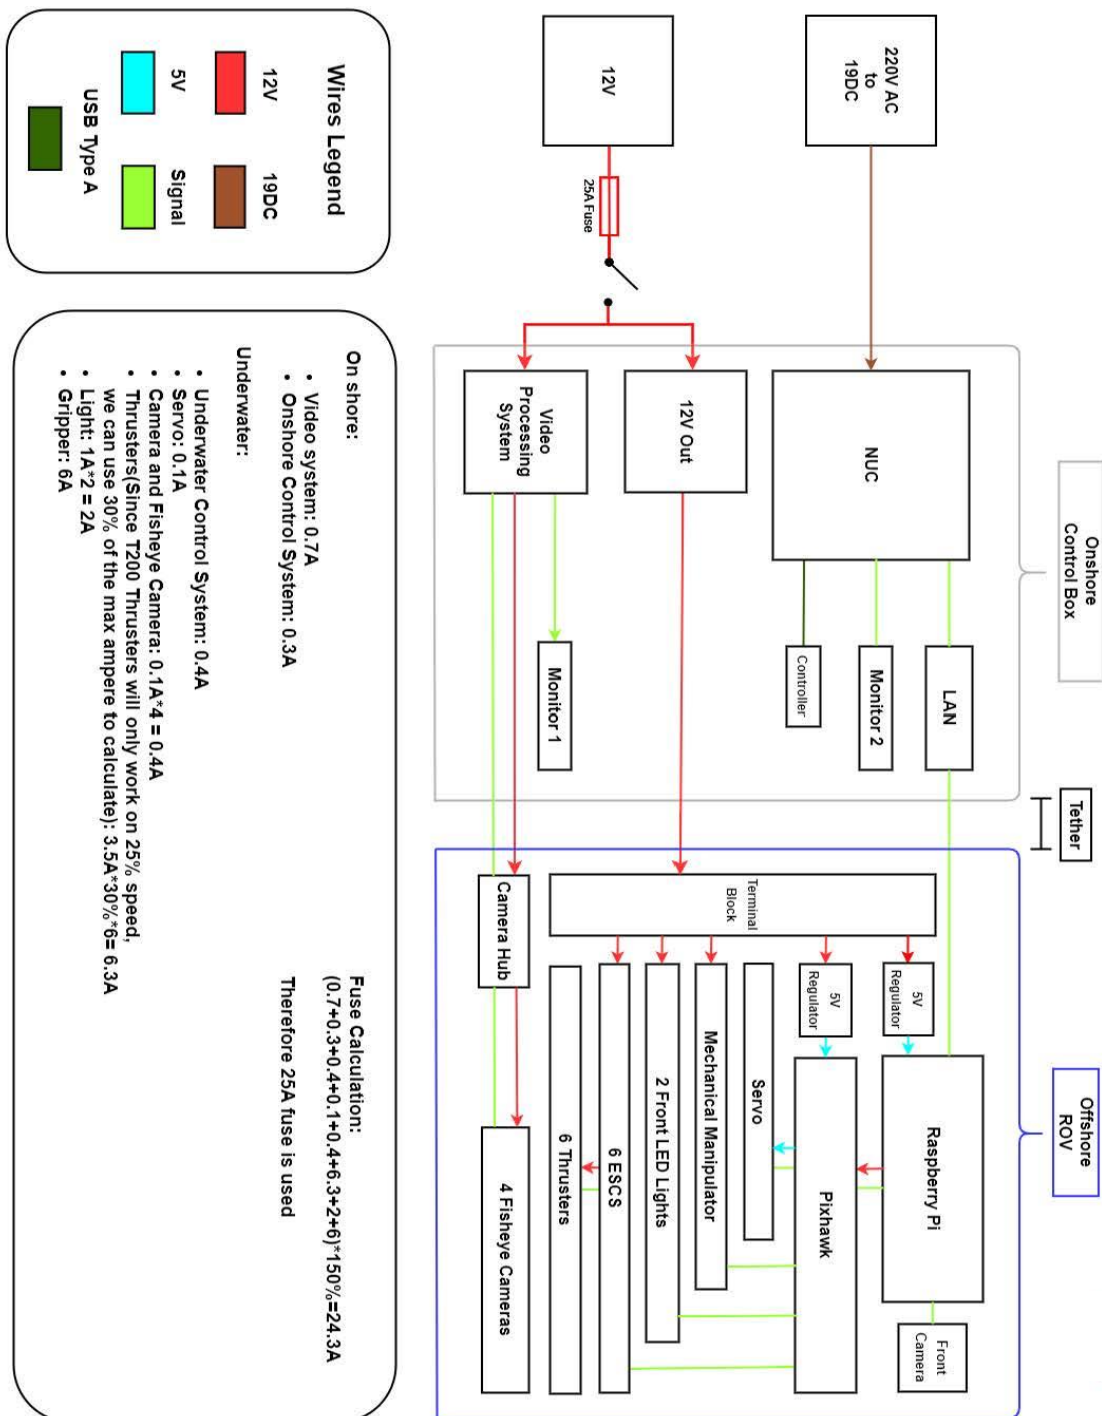 Onshore
Control Box
Tether
Offshore
ROV
220V AC
to
19DC
NUC
LAN
Monitor 2
Controller
12V
25A Fuse
12V Out
Video
Processing
System
Monitor 1
Terminal
Block
5V
Regulator
5V
Regulator
Raspberry Pi
Front
Camera
Pixhawk
Servo
Mechanical Manipulator
2 Front LED Lights
6 ESCS
6 Thrusters
Camera Hub
4 Fisheye Cameras
Wires Legend
12V
19DC
5V
Signal
USB Type A
On shore:
• Video system: 0.7A
• Onshore Control System: 0.3A
Underwater:
• Underwater Control System: 0.4A
• Servo: 0.1A
• Camera and Fisheye Camera: 0.1A*4 = 0.4A
• Thrusters(Since T200 Thrusters will only work on 25% speed,
we can use 30% of the max ampere to calculate): 3.5A*30%*6= 6.3A
• Light: 1A*2 = 2A
• Gripper: 6A
Fuse Calculation:
(0.7+0.3+0.4+0.1+0.4+6.3+2+6)*150%=24.3A
Therefore 25A fuse is used